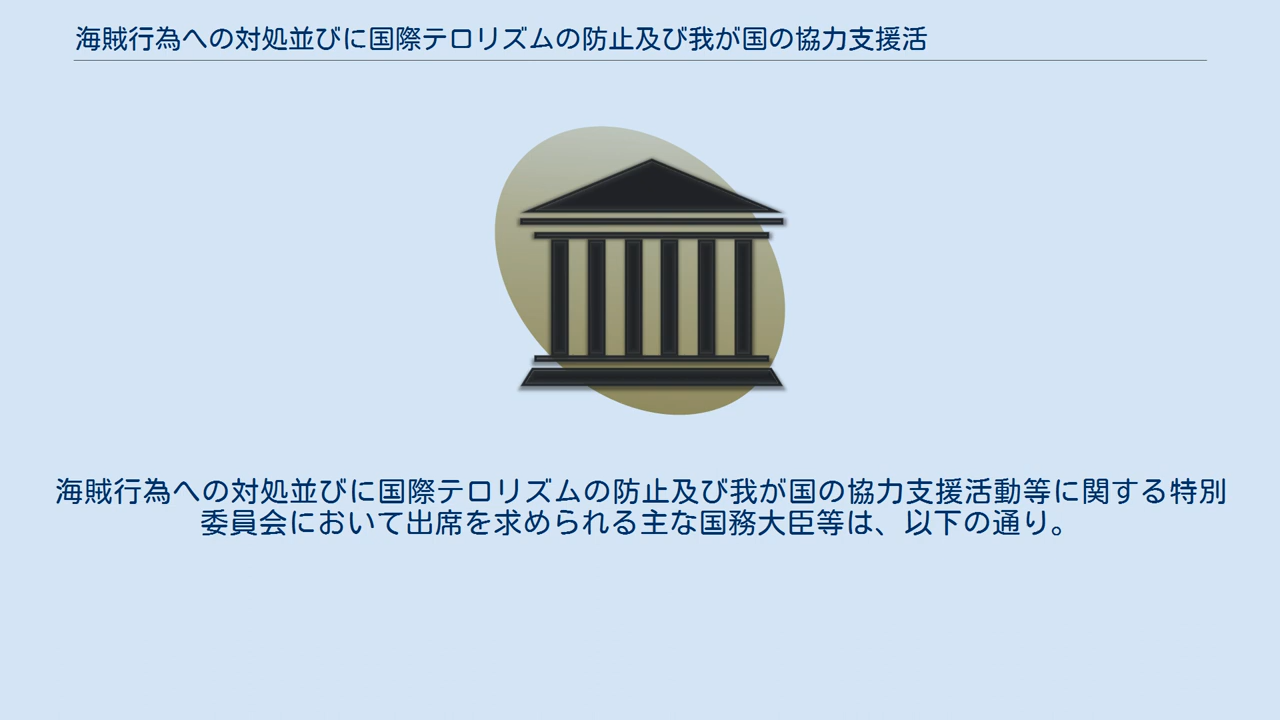 海賊行為への対処並びに国際テロリズムの防止及び我が国の協力支援活
海賊行為への対処並びに国際テロリズムの防止及び我が国の協力支援活動等に関する特別
委員会において出席を求められる主な国務大臣等は、以下の通り。